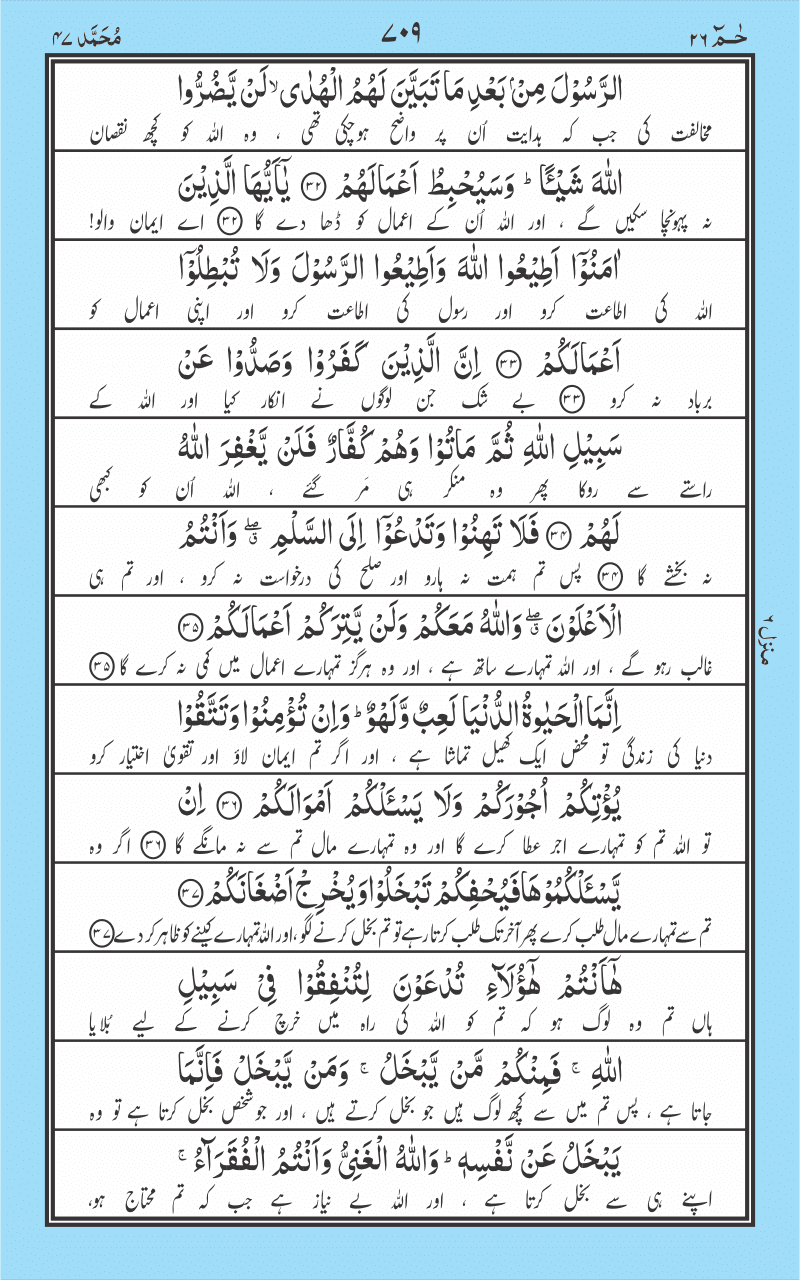 حٰمٓ ٢٦ ٧٠٩ مُحَمَّد ٤٧
الرَّسُوْلَ مِنْۢ بَعْدِ مَا تَبَيَّنَ لَهُمُ الْهُدٰى ۙ لَنْ يَّضُرُّوا
مخالفت کی جب کہ ہدایت اُن پر واضح ہوچکی تھی ، وہ اللہ کو کچھ نقصان
اللّٰهَ شَيْـًٔا ؕ وَسَيُحْبِطُ اَعْمَالَهُمْ ۝٣٢ يٰۤاَيُّهَا الَّذِيْنَ
نہ پہونچا سکیں گے ، اور اللہ اُن کے اعمال کو ڈھا دے گا ۝٣٢ اے ایمان والو!
اٰمَنُوْۤا اَطِيْعُوا اللّٰهَ وَاَطِيْعُوا الرَّسُوْلَ وَلَا تُبْطِلُوْۤا
اللہ کی اطاعت کرو اور رسول کی اطاعت کرو اور اپنی اعمال کو
اَعْمَالَكُمْ ۝٣٣ اِنَّ الَّذِيْنَ كَفَرُوْا وَصَدُّوْا عَنْ
برباد نہ کرو ۝٣٣ بے شک جن لوگوں نے انکار کیا اور اللہ کے
سَبِيْلِ اللّٰهِ ثُمَّ مَاتُوْا وَهُمْ كُفَّارٌ فَلَنْ يَّغْفِرَ اللّٰهُ
راستے سے روکا پھر وہ منکر ہی مَر گئے ، اللہ اُن کو کبھی
لَهُمْ ۝٣٤ فَلَا تَهِنُوْا وَتَدْعُوْۤا اِلَى السَّلْمِ ۖۗ وَاَنْتُمُ
نہ بخشے گا ۝٣٤ پس تم ہمت نہ ہارو اور صلح کی درخواست نہ کرو ، اور تم ہی
الْاَعْلَوْنَ ۖۗ وَاللّٰهُ مَعَكُمْ وَلَنْ يَّتِرَكُمْ اَعْمَالَكُمْ ۝٣٥
غالب رہو گے ، اور اللہ تمہارے ساتھ ہے ، اور وہ ہرگز تمہارے اعمال میں کمی نہ کرے گا ۝٣٥
منزل ٦
اِنَّمَا الْحَيٰوةُ الدُّنْيَا لَعِبٌ وَّلَهْوٌ ؕ وَاِنْ تُؤْمِنُوْا وَتَتَّقُوْا
دنیا کی زندگی تو محض ایک کھیل تماشا ہے ، اور اگر تم ایمان لاؤ اور تقویٰ اختیار کرو
يُؤْتِكُمْ اُجُوْرَكُمْ وَلَا يَسْـَٔلْكُمْ اَمْوَالَكُمْ ۝٣٦ اِنْ
تو اللہ تم کو تمہارے اجر عطا کرے گا اور وہ تمہارے مال تم سے نہ مانگے گا ۝٣٦ اگر وہ
يَّسْـَٔلْكُمُوْهَا فَيُحْفِكُمْ تَبْخَلُوْا وَيُخْرِجْ اَضْغَانَكُمْ ۝٣٧
تم سے تمہارے مال طلب کرے پھر آخر تک طلب کرتا رہے تو تم بخل کرنے لگو ، اور اللہ تمہارے کینے کو ظاہر کر دے ۝٣٧
هٰۤاَنْتُمْ هٰۤؤُلَآءِ تُدْعَوْنَ لِتُنْفِقُوْا فِيْ سَبِيْلِ
ہاں تم وہ لوگ ہو کہ تم کو اللہ کی راہ میں خرچ کرنے کے لیے بُلایا
اللّٰهِ ۚ فَمِنْكُمْ مَّنْ يَّبْخَلُ ۚ وَمَنْ يَّبْخَلْ فَاِنَّمَا
جاتا ہے ، پس تم میں سے کچھ لوگ ہیں جو بخل کرتے ہیں ، اور جو شخص بخل کرتا ہے تو وہ
يَبْخَلُ عَنْ نَّفْسِهٖ ؕ وَاللّٰهُ الْغَنِيُّ وَاَنْتُمُ الْفُقَرَآءُ ۚ
اپنے ہی سے بخل کرتا ہے ، اور اللہ بے نیاز ہے جب کہ تم محتاج ہو،